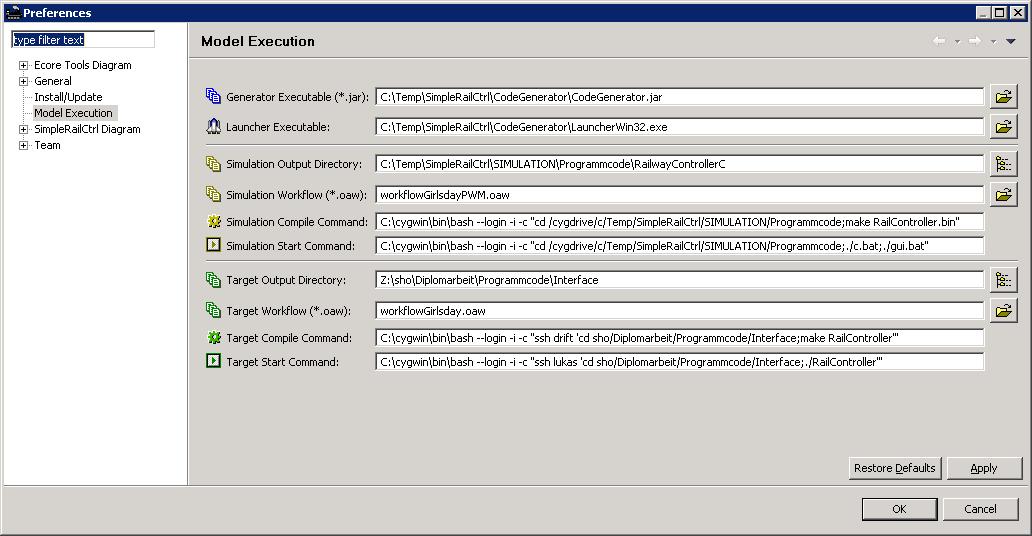 Preferences
type filter text
Ecore Tools Diagram
General
Install/Update
Model Execution
SimpleRailCtrl Diagram
Team
Model Execution
Generator Executable (*.jar): C:\Temp\SimpleRailCtrl\CodeGenerator\CodeGenerator.jar
Launcher Executable: C:\Temp\SimpleRailCtrl\CodeGenerator\LauncherWin32.exe
Simulation Output Directory: C:\Temp\SimpleRailCtrl\SIMULATION\Programmcode\RailwayControllerC
Simulation Workflow (*.oaw): workflowGirlsdayPWM.oaw
Simulation Compile Command: C:\cygwin\bin\bash --login -i -c "cd /cygdrive/c/Temp/SimpleRailCtrl/SIMULATION/Programmcode;make RailController.bin"
Simulation Start Command: C:\cygwin\bin\bash --login -i -c "cd /cygdrive/c/Temp/SimpleRailCtrl/SIMULATION/Programmcode;./c.bat;./gui.bat"
Target Output Directory: Z:\sho\Diplomarbeit\Programmcode\Interface
Target Workflow (*.oaw): workflowGirlsday.oaw
Target Compile Command: C:\cygwin\bin\bash --login -i -c "ssh drift 'cd sho/Diplomarbeit/Programmcode/Interface;make RailController'"
Target Start Command: C:\cygwin\bin\bash --login -i -c "ssh lukas 'cd sho/Diplomarbeit/Programmcode/Interface;./RailController'"
Restore Defaults Apply
OK Cancel